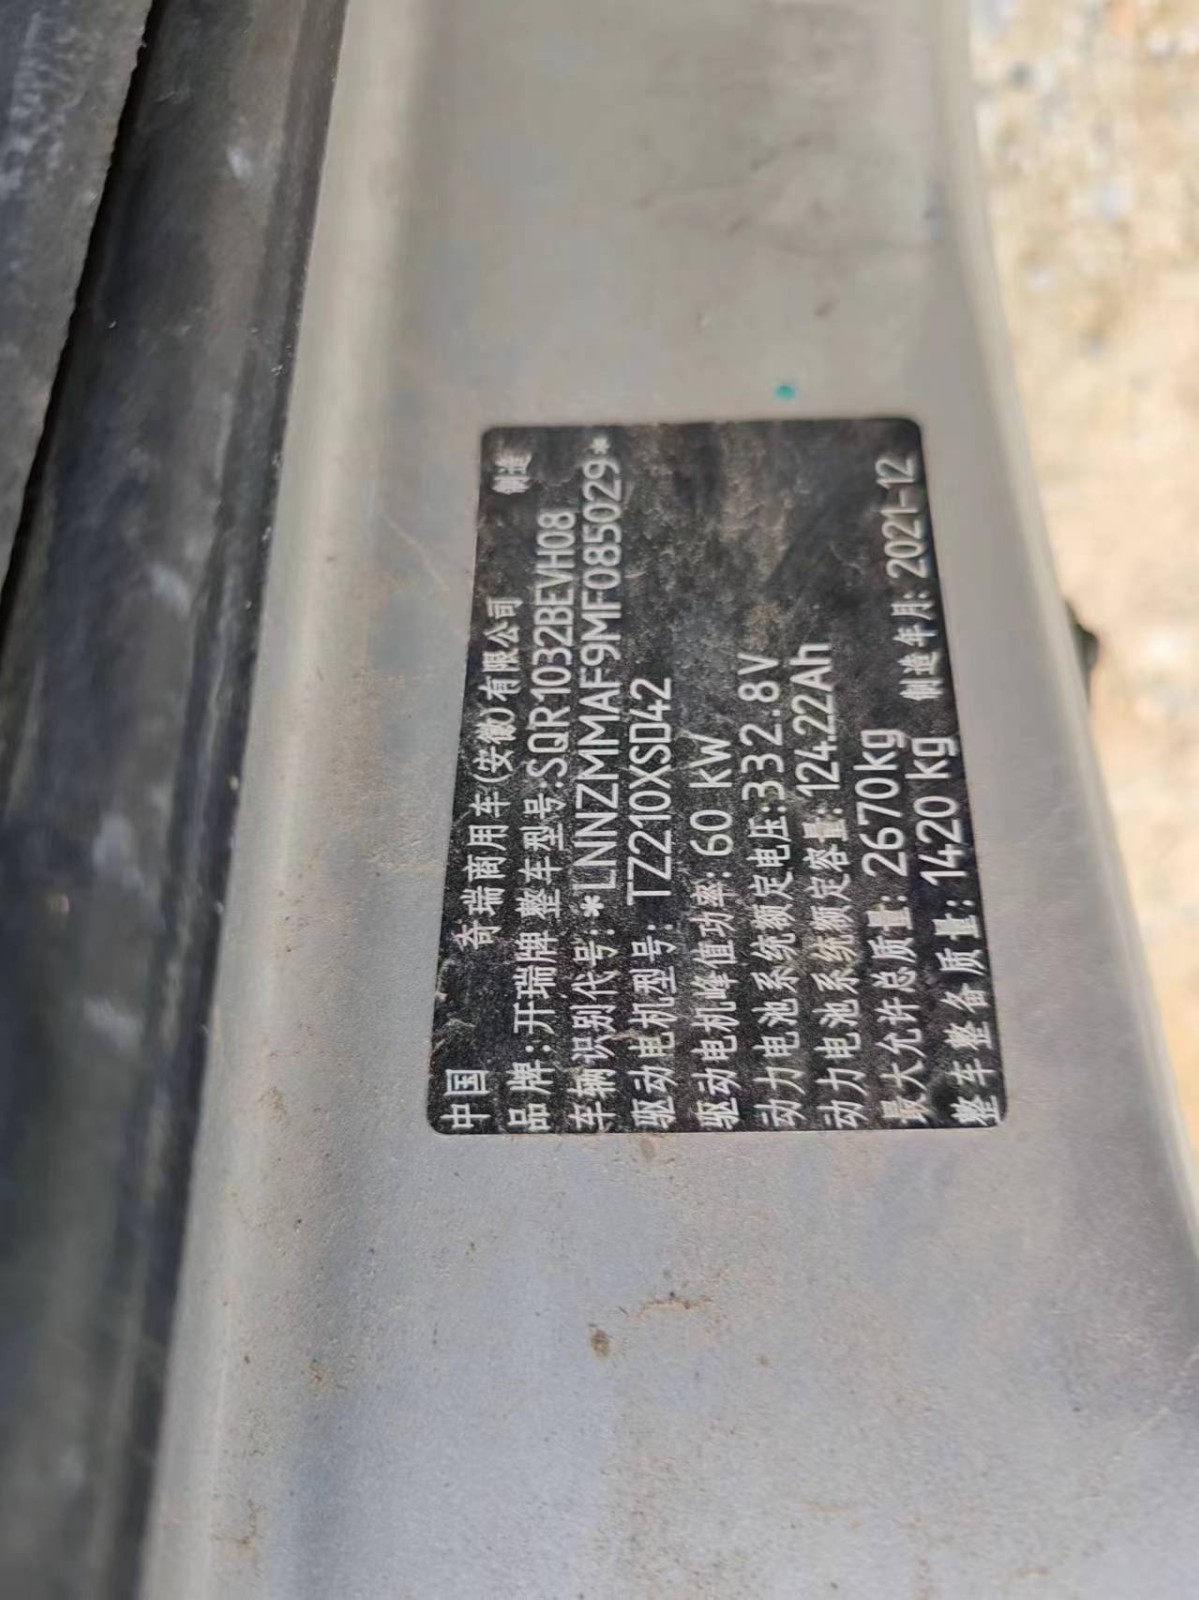 中国 奇瑞商用车(安徽)有限公司 制造
品牌:开瑞牌 整车型号:SQR1032BEVH08
车辆识别代号:*LNNZMMAF9MF085029*
驱动电机型号: TZ210XSD42
驱动电机峰值功率: 60 kW
动力电池系统额定电压:332.8V
动力电池系统额定容量: 124.22Ah
最大允许总质量: 2670kg
整车整备质量: 1420 kg 制造年月: 2021-12